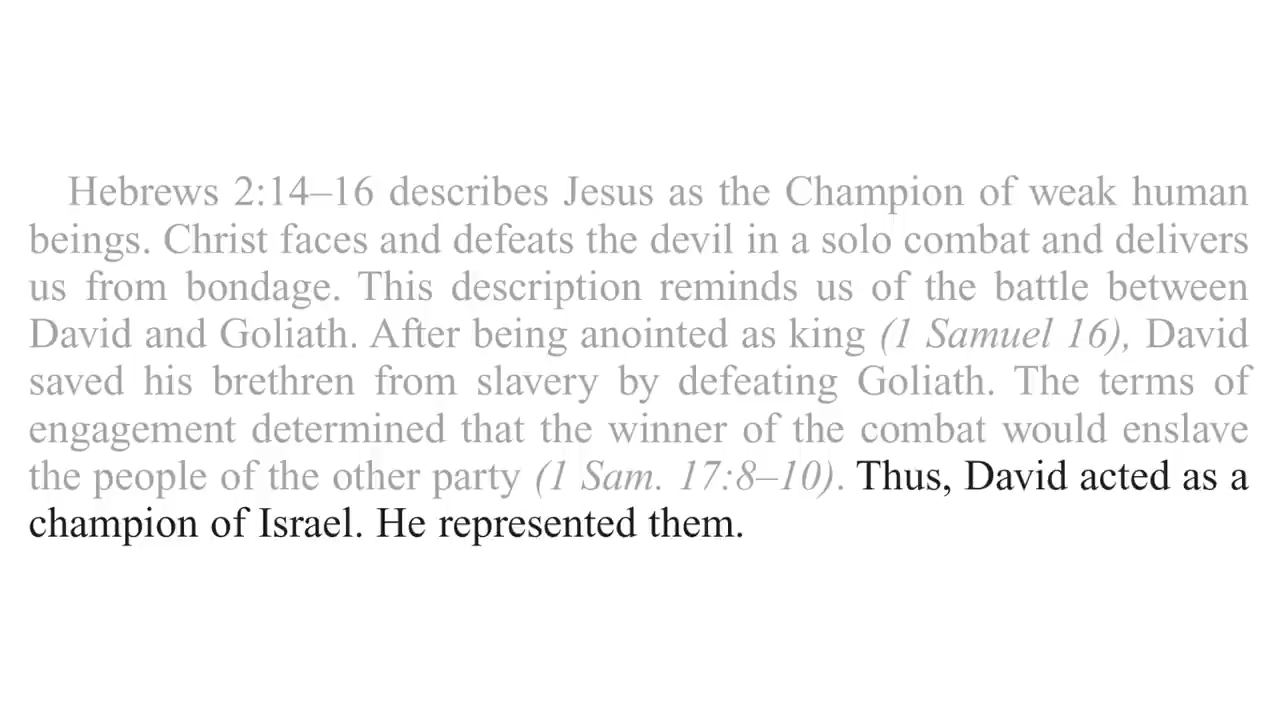 Hebrews 2:14–16 describes Jesus as the Champion of weak human
beings. Christ faces and defeats the devil in a solo combat and delivers
us from bondage. This description reminds us of the battle between
David and Goliath. After being anointed as king (1 Samuel 16), David
saved his brethren from slavery by defeating Goliath. The terms of
engagement determined that the winner of the combat would enslave
the people of the other party (1 Sam. 17:8–10). Thus, David acted as a
champion of Israel. He represented them.